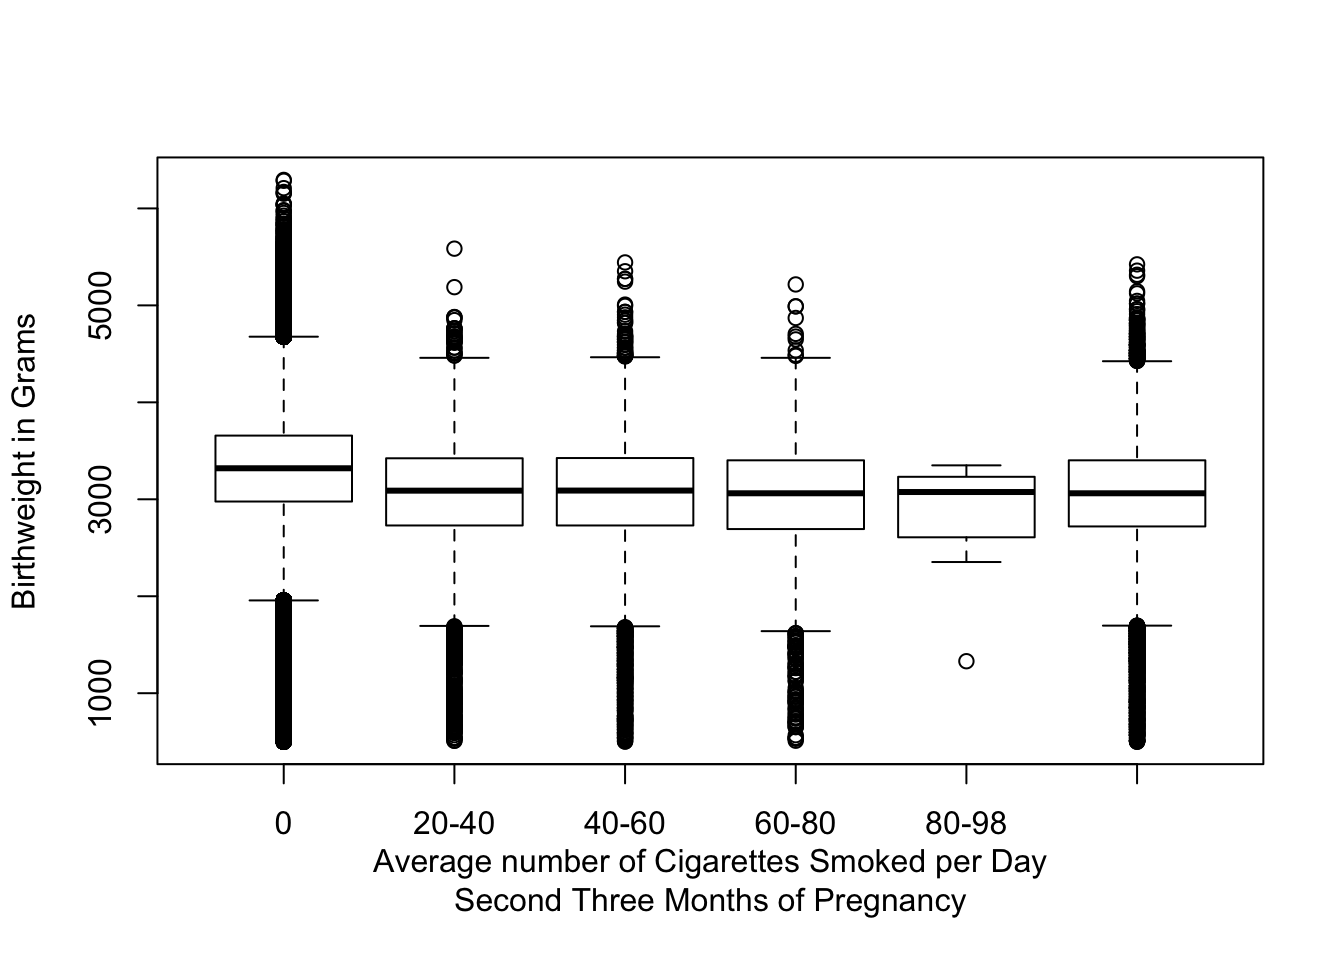 Birthweight in Grams
5000
3000
1000
0 20-40 40-60 60-80 80-98
Average number of Cigarettes Smoked per Day
Second Three Months of Pregnancy